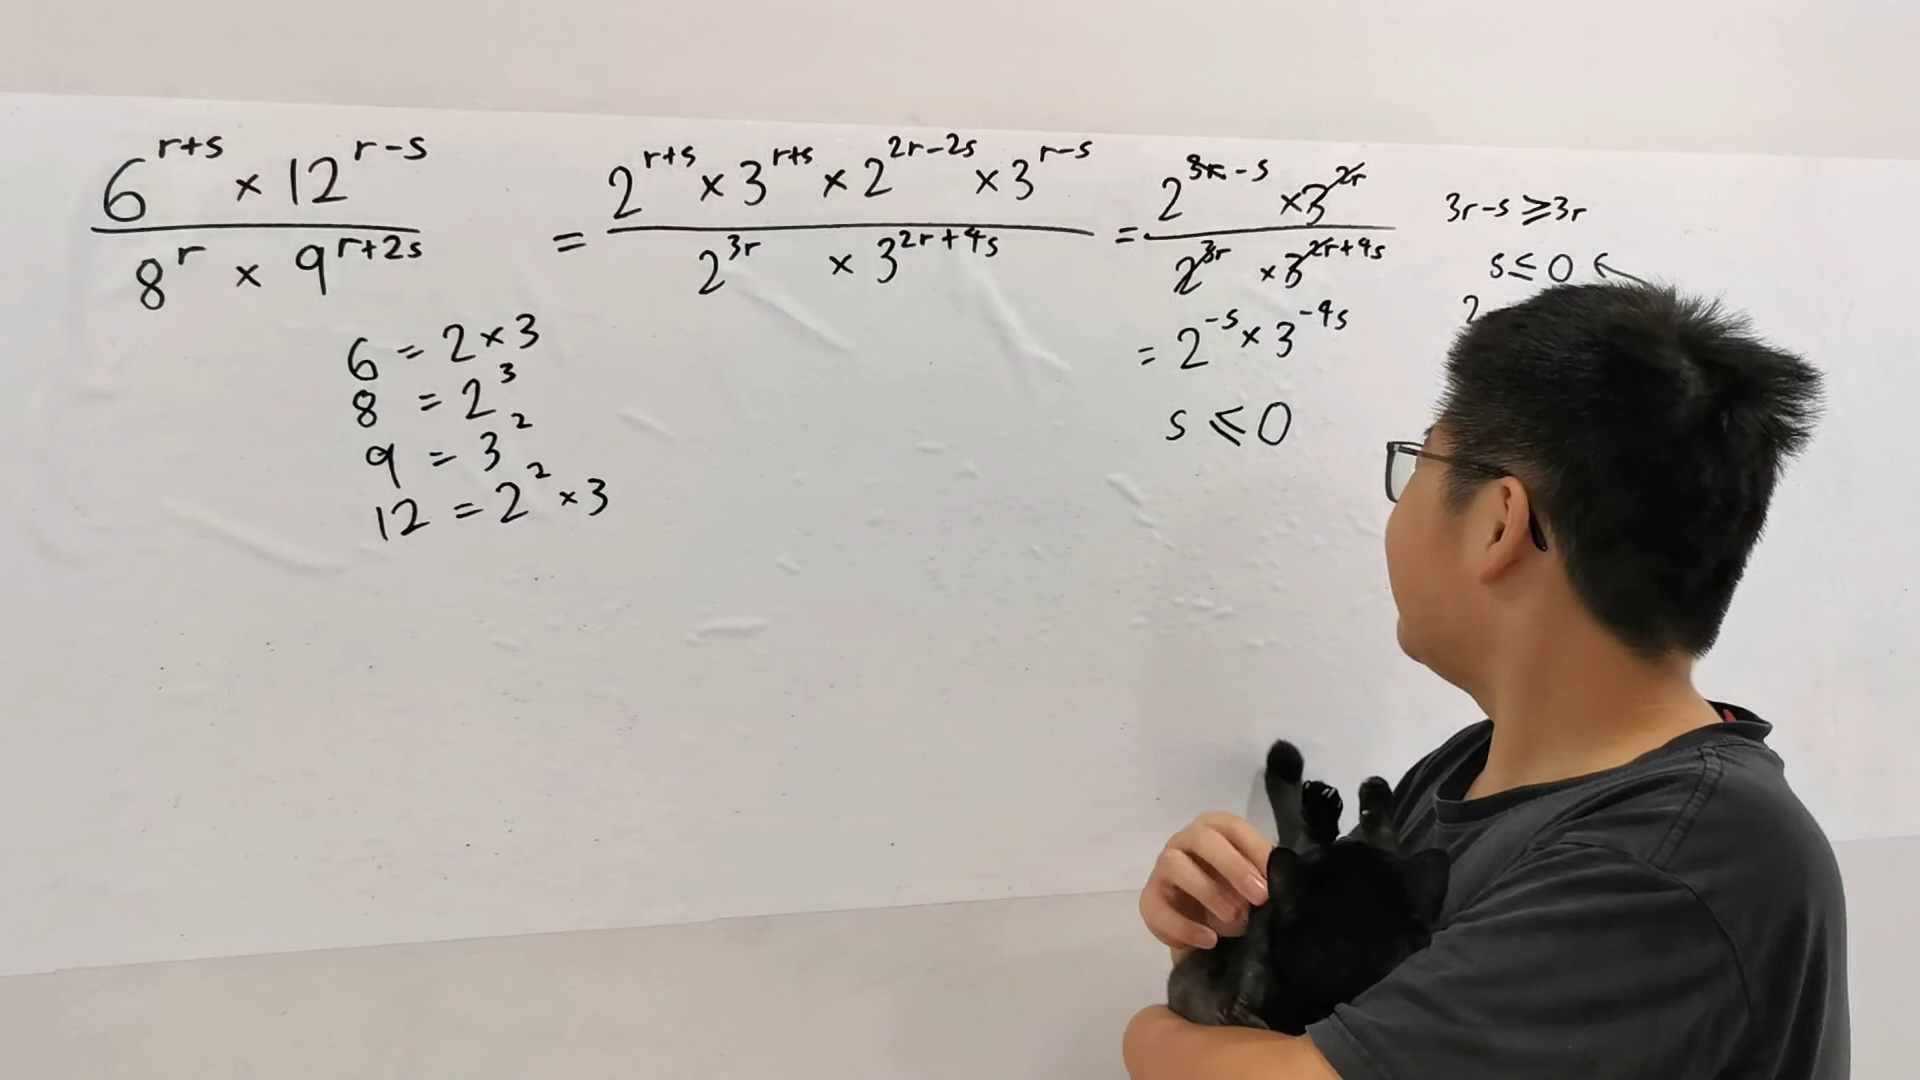 6^{r+s} × 12^{r-s} / 8^{r} × 9^{r+2s} = 2^{r+s} × 3^{r+s} × 2^{2r-2s} × 3^{r-s} / 2^{3r} × 3^{2r+4s} = 2^{3r-s} × 3^{2r} / 2^{3r} × 3^{2r+4s}
= 2^{-s} × 3^{-4s}
s ≤ 0
6 = 2 × 3
8 = 2^3
9 = 3^2
12 = 2^2 × 3
3r-s ≥ 3r
s ≤ 0 ←
2